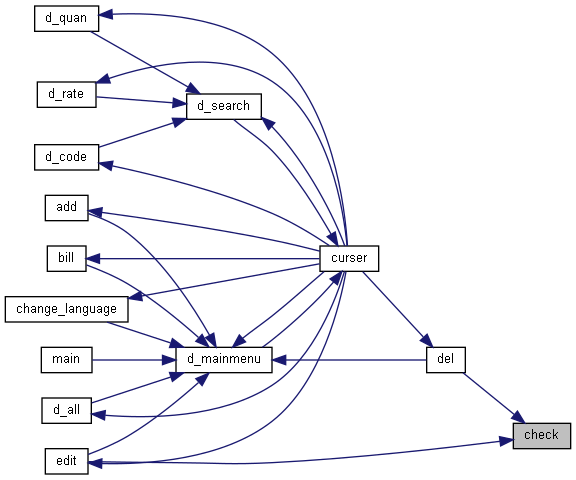 d_quan
d_rate
d_search
d_code
add
bill
curser
change_language
main
d_mainmenu
del
d_all
check
edit